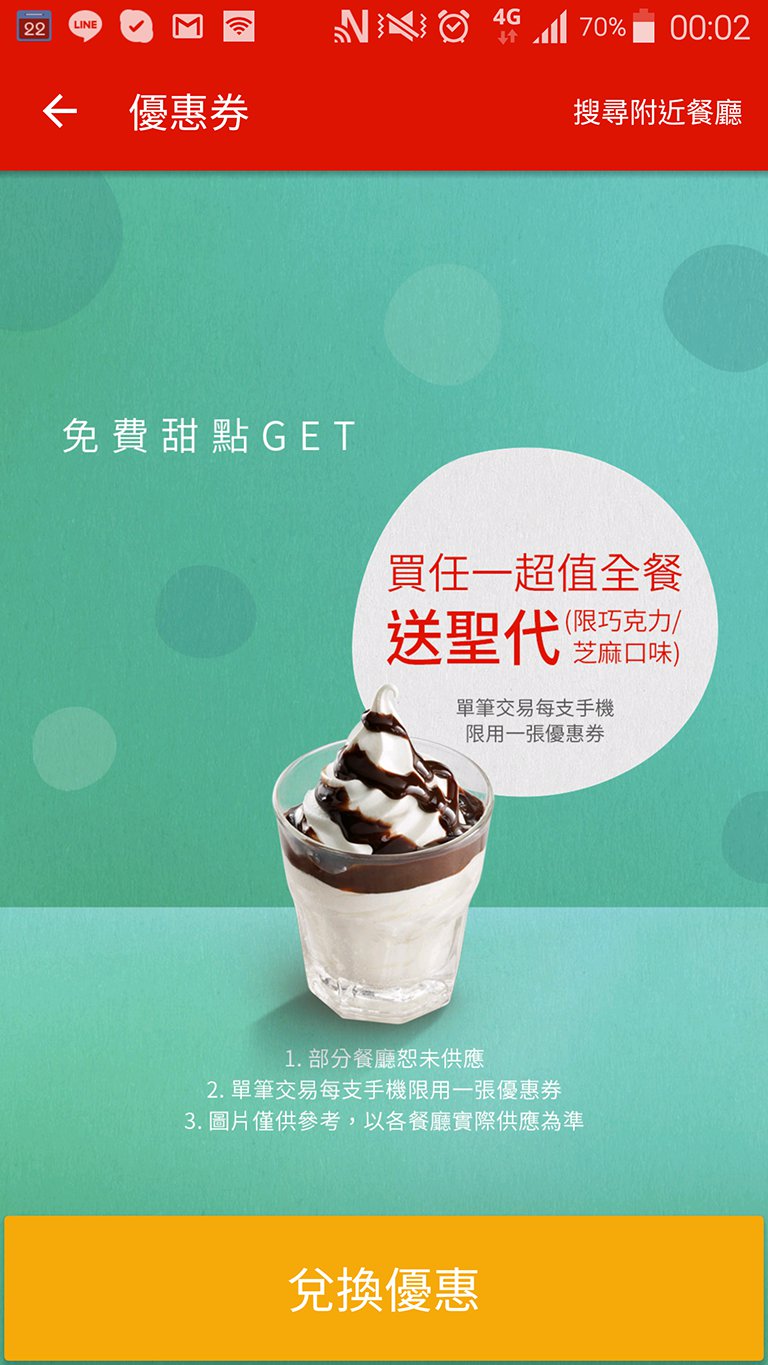 22 LINE 4G 70% 00:02
優惠券 搜尋附近餐廳
免費甜點GET
買任一超值全餐
送聖代(限巧克力/
芝麻口味)
單筆交易每支手機
限用一張優惠券
1. 部分餐廳恕未供應
2. 單筆交易每支手機限用一張優惠券
3. 圖片僅供參考，以各餐廳實際供應為準
兌換優惠